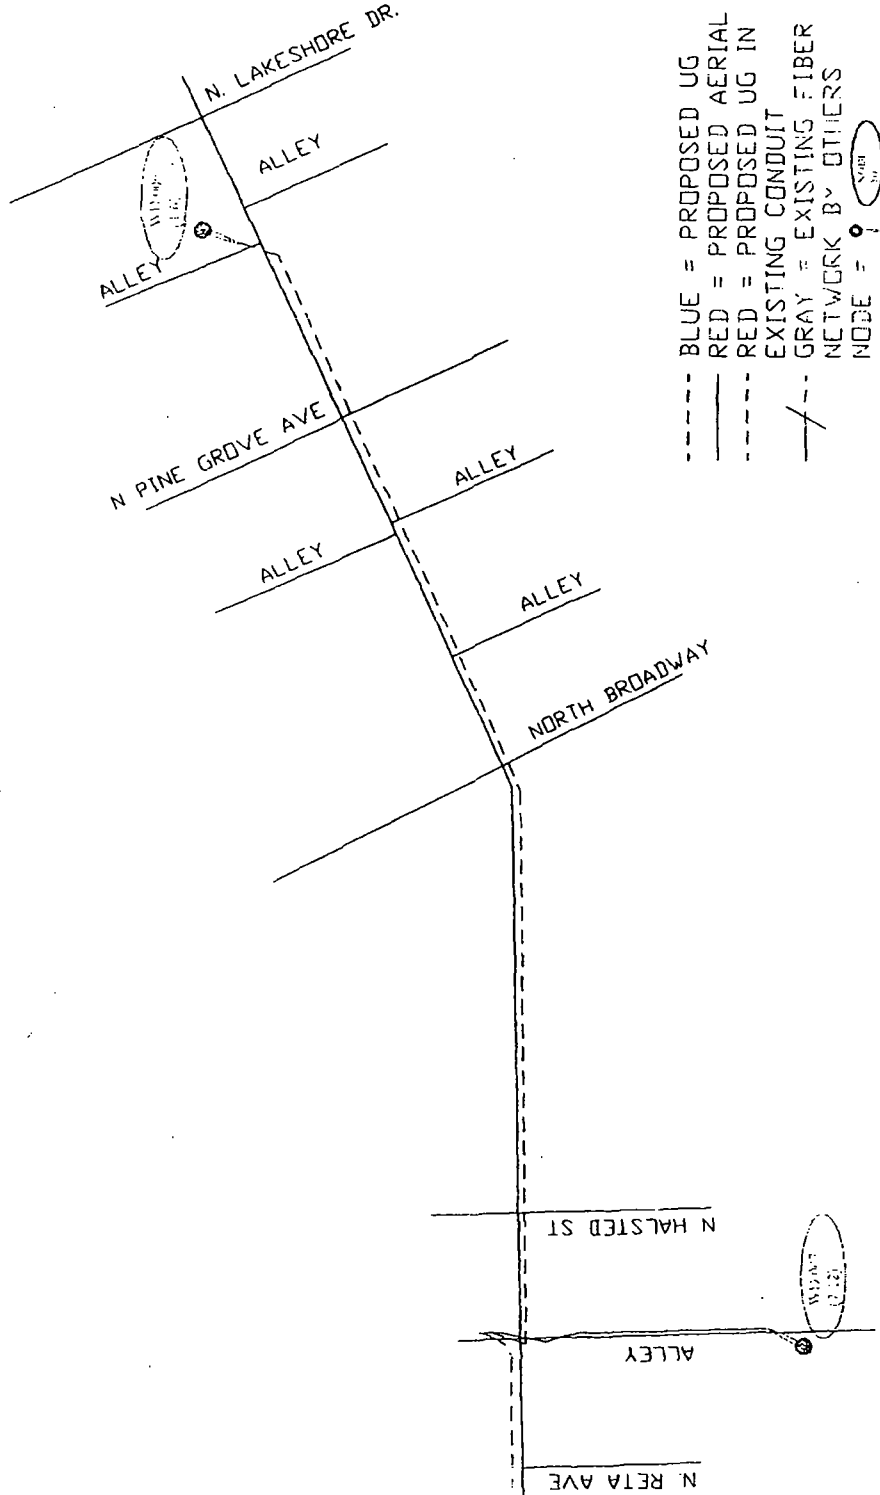 N. LAKESHORE DR.
ALLEY
ALLEY
N PINE GROVE AVE
ALLEY
ALLEY
ALLEY
NORTH BROADWAY
N HALSTED ST
ALLEY
N. RETA AVE
BLUE = PROPOSED UG
RED = PROPOSED AERIAL
RED = PROPOSED UG IN
EXISTING CONDUIT
GRAY = EXISTING FIBER
NETWORK BY OTHERS
NODE =